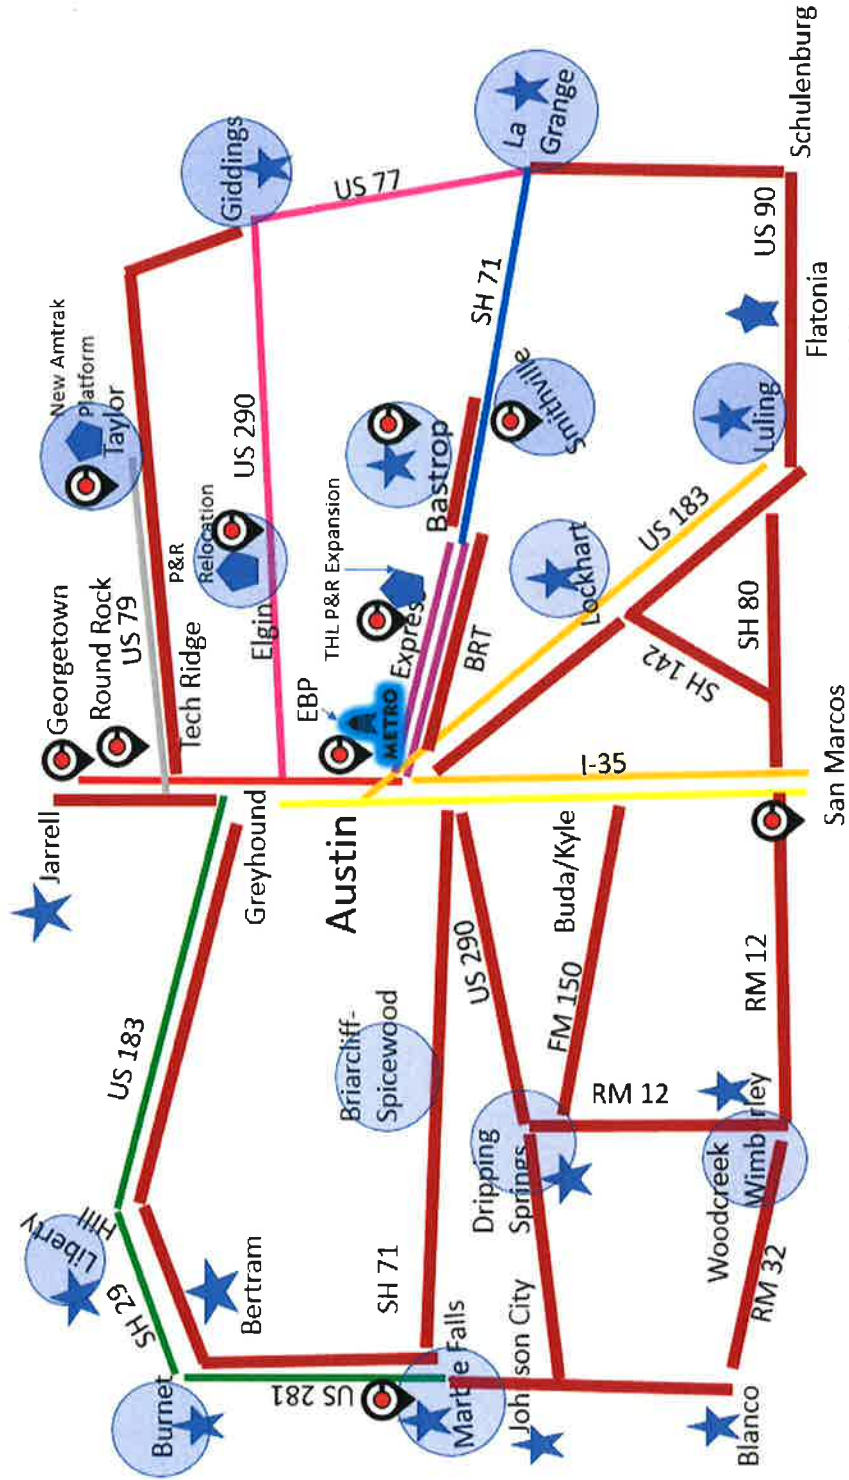 Jarrell
Georgetown
Round Rock
US 79
New Amtrak
Platform
Taylor
Tech Ridge
P&R
Relocation
Elgin
US 290
Giddings
US 77
La
Grange
SH 71
Schulenburg
US 90
Flatonia
Luling
Smithville
Bastrop
THL P&R Expansion
Express
EBP
METRO
BRT
Lockhart
US 183
SH 142
SH 80
I-35
San Marcos
Greyhound
Austin
Buda/Kyle
US 183
Liberty
Hill
SH 29
Bertram
Burnet
US 281
SH 71
Briarcliff-
Spicewood
Marble Falls
US 290
FM 150
RM 12
RM 12
Dripping
Springs
Johnson City
Woodcreek
Wimberley
RM 32
Blanco